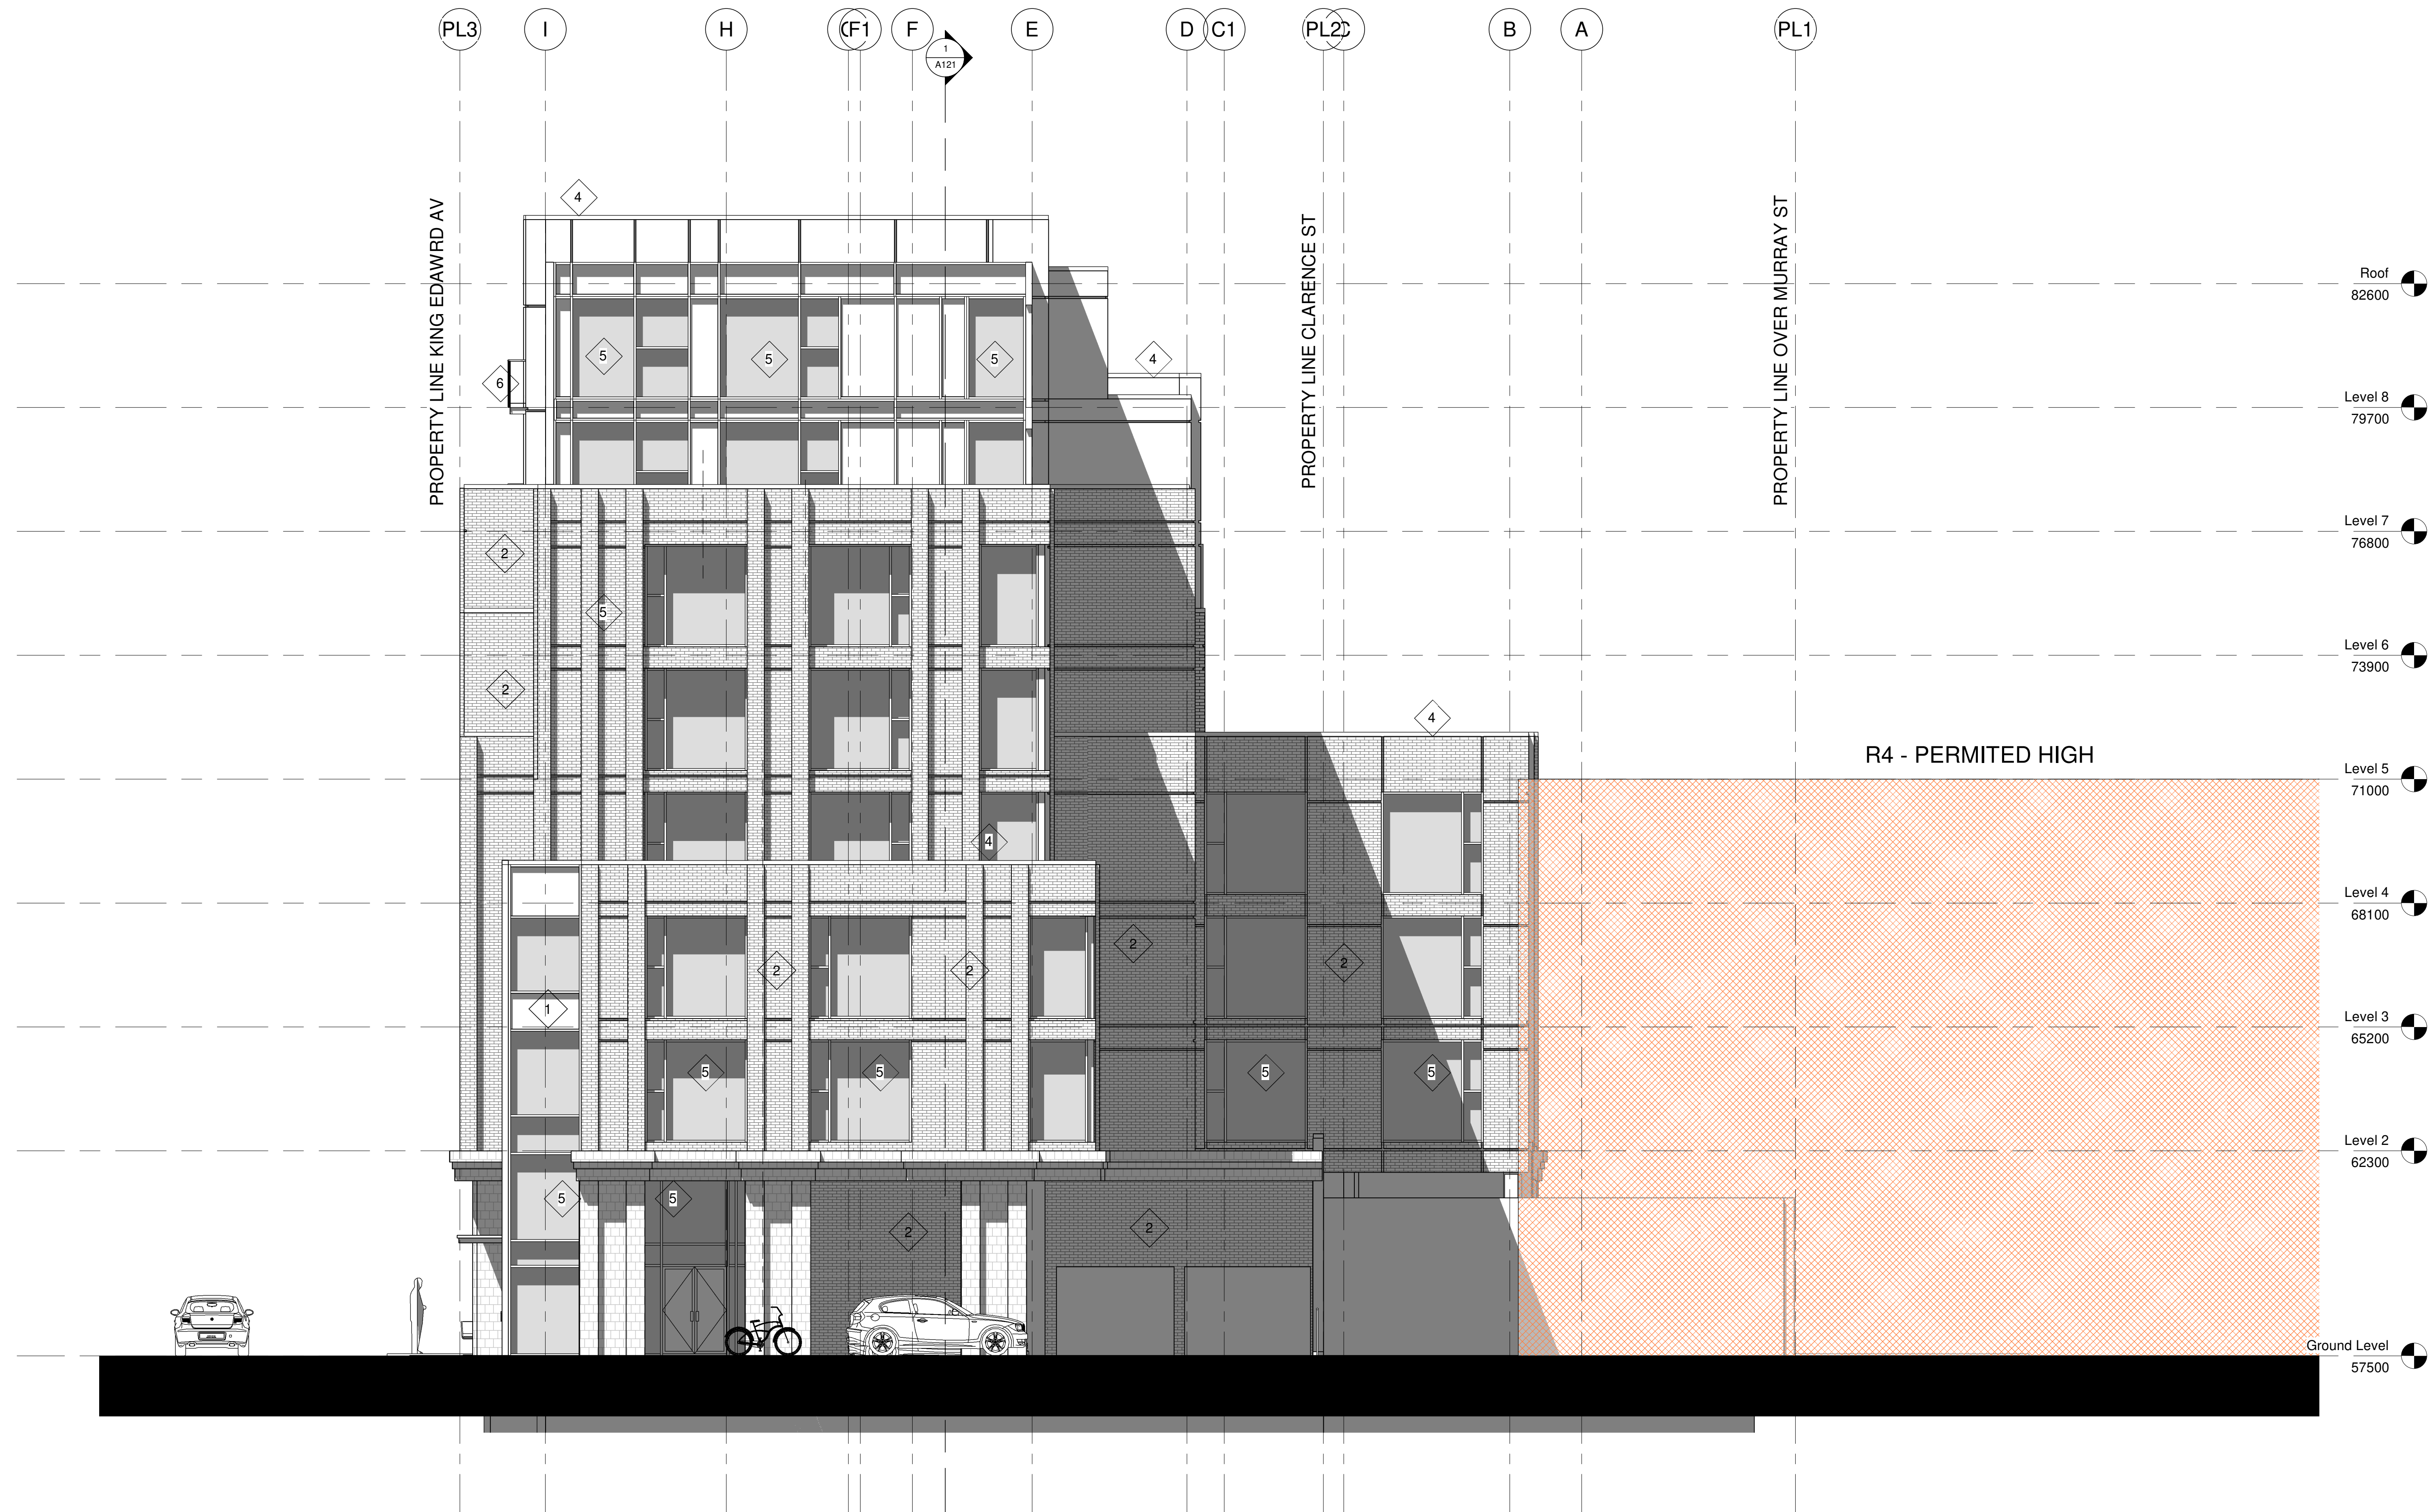 PL3
I
H
F1
F
E
D
C1
PL2
C
B
A
PL1
1
A121
PROPERTY LINE KING EDAWRD AV
PROPERTY LINE CLARENCE ST
PROPERTY LINE OVER MURRAY ST
4
Roof
82600
5
5
5
4
6
Level 8
79700
Level 7
76800
2
5
Level 6
73900
2
4
R4 - PERMITED HIGH
Level 5
71000
4
Level 4
68100
2
2
2
2
1
Level 3
65200
5
5
5
5
Level 2
62300
5
5
2
2
Ground Level
57500